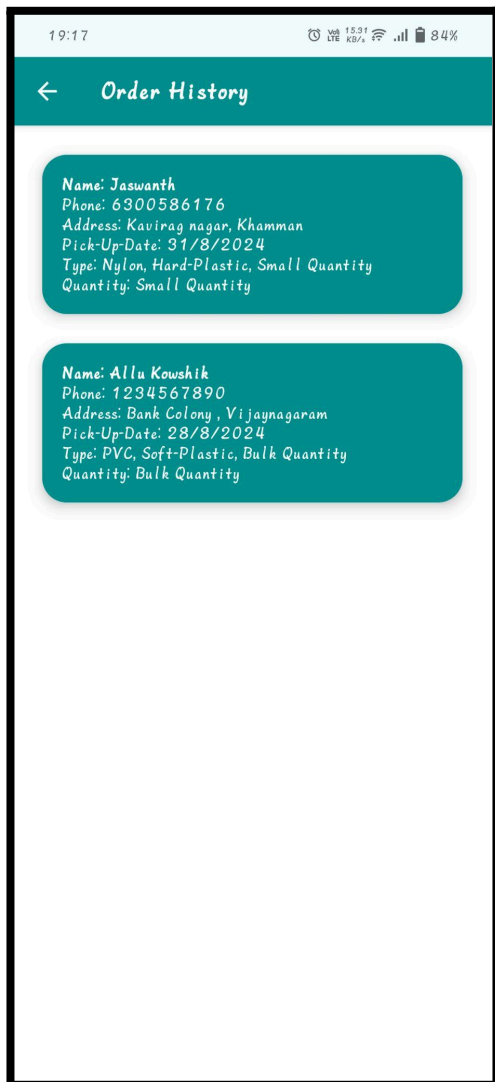 19:17 Vo) LTE 15.31 KB/s 84%
Order History
Name: Jaswanth
Phone: 6300586176
Address: Kavirag nagar, Khamman
Pick-Up-Date: 31/8/2024
Type: Nylon, Hard-Plastic, Small Quantity
Quantity: Small Quantity
Name: Allu Kowshik
Phone: 1234567890
Address: Bank Colony , Vijaynagaram
Pick-Up-Date: 28/8/2024
Type: PVC, Soft-Plastic, Bulk Quantity
Quantity: Bulk Quantity